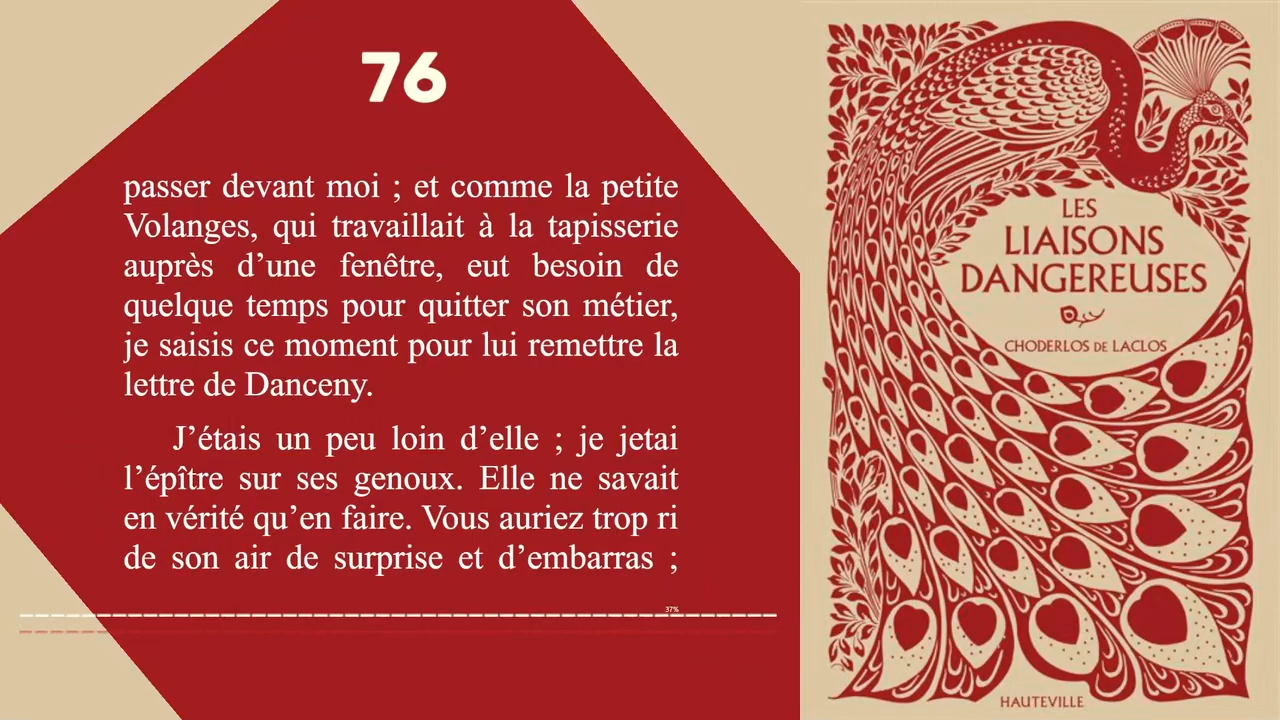 76
passer devant moi ; et comme la petite
Volanges, qui travaillait à la tapisserie
auprès d’une fenêtre, eut besoin de
quelque temps pour quitter son métier,
je saisis ce moment pour lui remettre la
lettre de Danceny.
J’étais un peu loin d’elle ; je jetai
l’épître sur ses genoux. Elle ne savait
en vérité qu’en faire. Vous auriez trop ri
de son air de surprise et d’embarras ;
37%
LES
LIAISONS
DANGEREUSES
CHODERLOS DE LACLOS
HAUTEVILLE